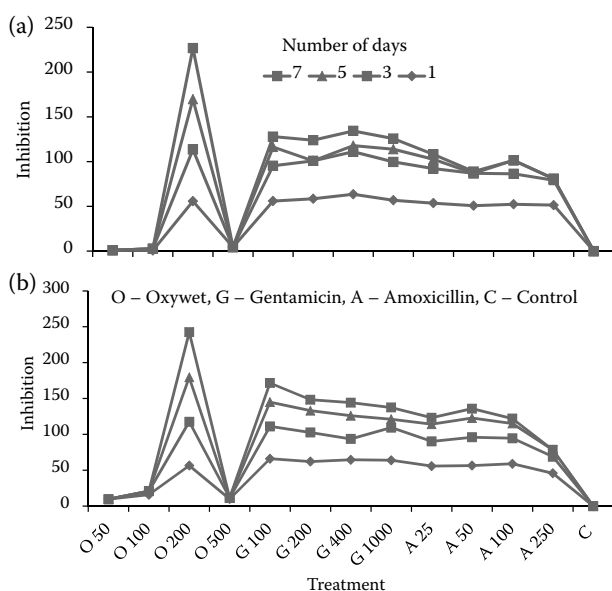 (a)
250
200
150
100
50
0
Inhibition
Number of days
7 5 3 1
(b)
O – Oxywet, G – Gentamicin, A – Amoxicillin, C – Control
300
250
200
150
100
50
0
Inhibition
O 50 O 100 O 200 O 500 G 100 G 200 G 400 G 1000 A 25 A 50 A 100 A 250 C
Treatment